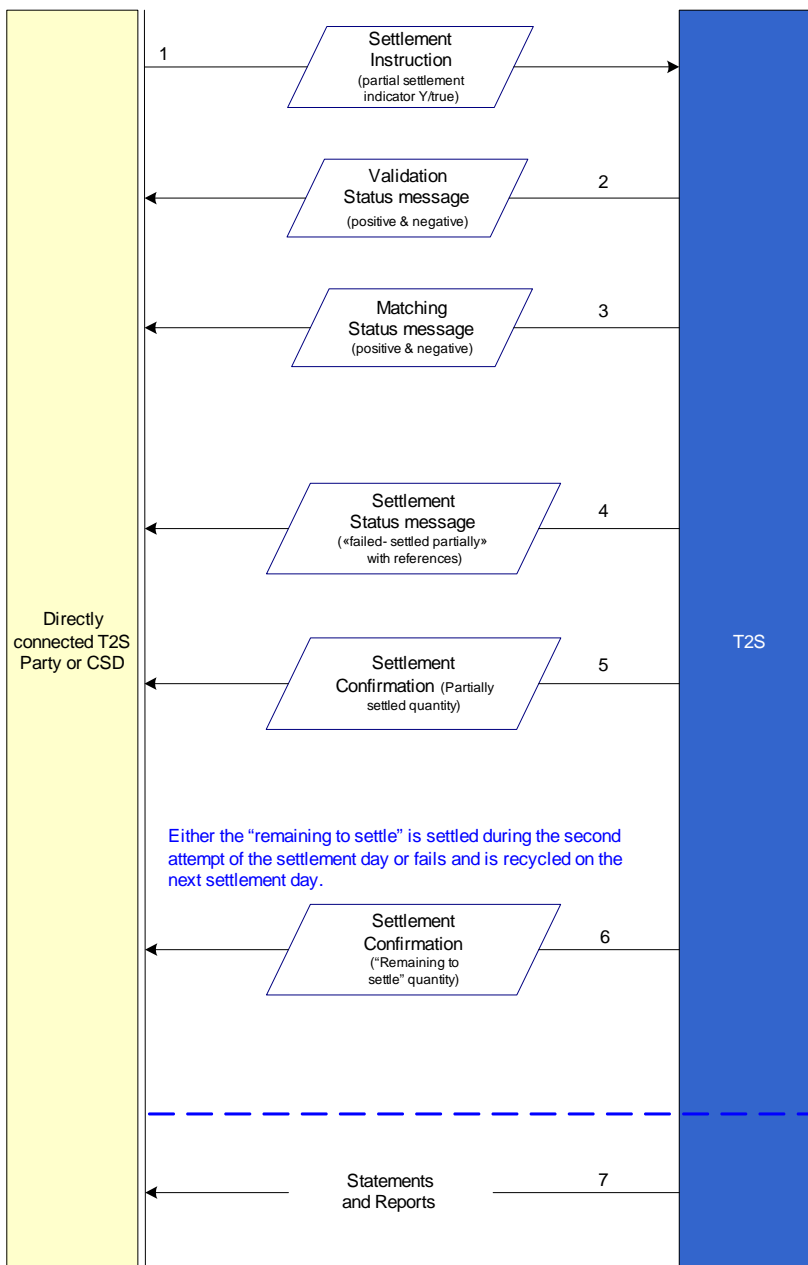 1
Settlement
Instruction
(partial settlement
indicator Y/true)
Validation
Status message
(positive & negative)
2
Matching
Status message
(positive & negative)
3
Settlement
Status message
(«failed- settled partially»
with references)
4
Directly
connected T2S
Party or CSD
T2S
Settlement
Confirmation (Partially
settled quantity)
5
Either the “remaining to settle” is settled during the second
attempt of the settlement day or fails and is recycled on the
next settlement day.
Settlement
Confirmation
(“Remaining to
settle” quantity)
6
Statements
and Reports
7